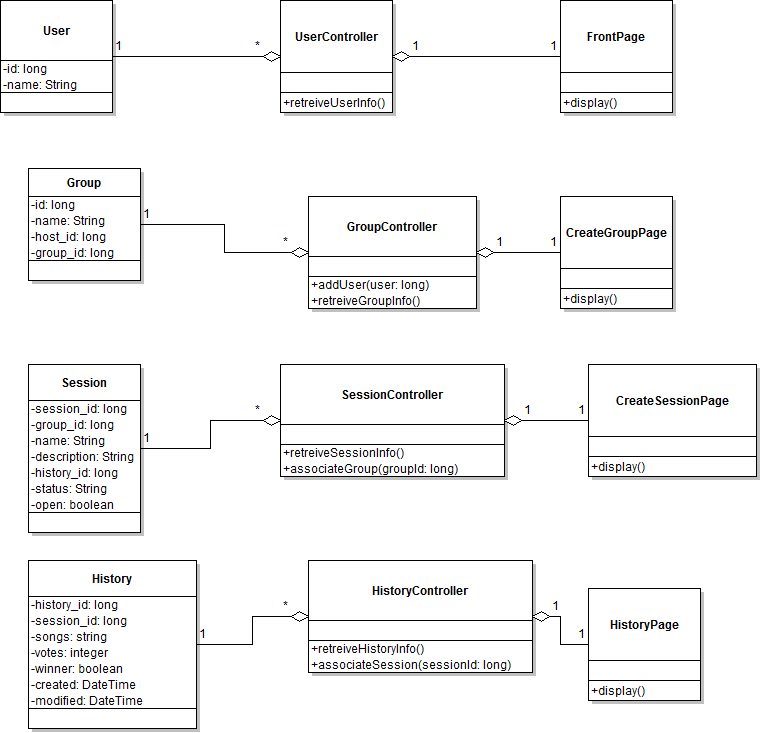 User
-id: long
-name: String
1
*
UserController
+retreiveUserInfo()
1
1
FrontPage
+display()
Group
-id: long
-name: String
-host_id: long
-group_id: long
1
*
GroupController
+addUser(user: long)
+retreiveGroupInfo()
1
1
CreateGroupPage
+display()
Session
-session_id: long
-group_id: long
-name: String
-description: String
-history_id: long
-status: String
-open: boolean
1
*
SessionController
+retreiveSessionInfo()
+associateGroup(groupId: long)
1
1
CreateSessionPage
+display()
History
-history_id: long
-session_id: long
-songs: string
-votes: integer
-winner: boolean
-created: DateTime
-modified: DateTime
1
*
HistoryController
+retreiveHistoryInfo()
+associateSession(sessionId: long)
1
1
HistoryPage
+display()